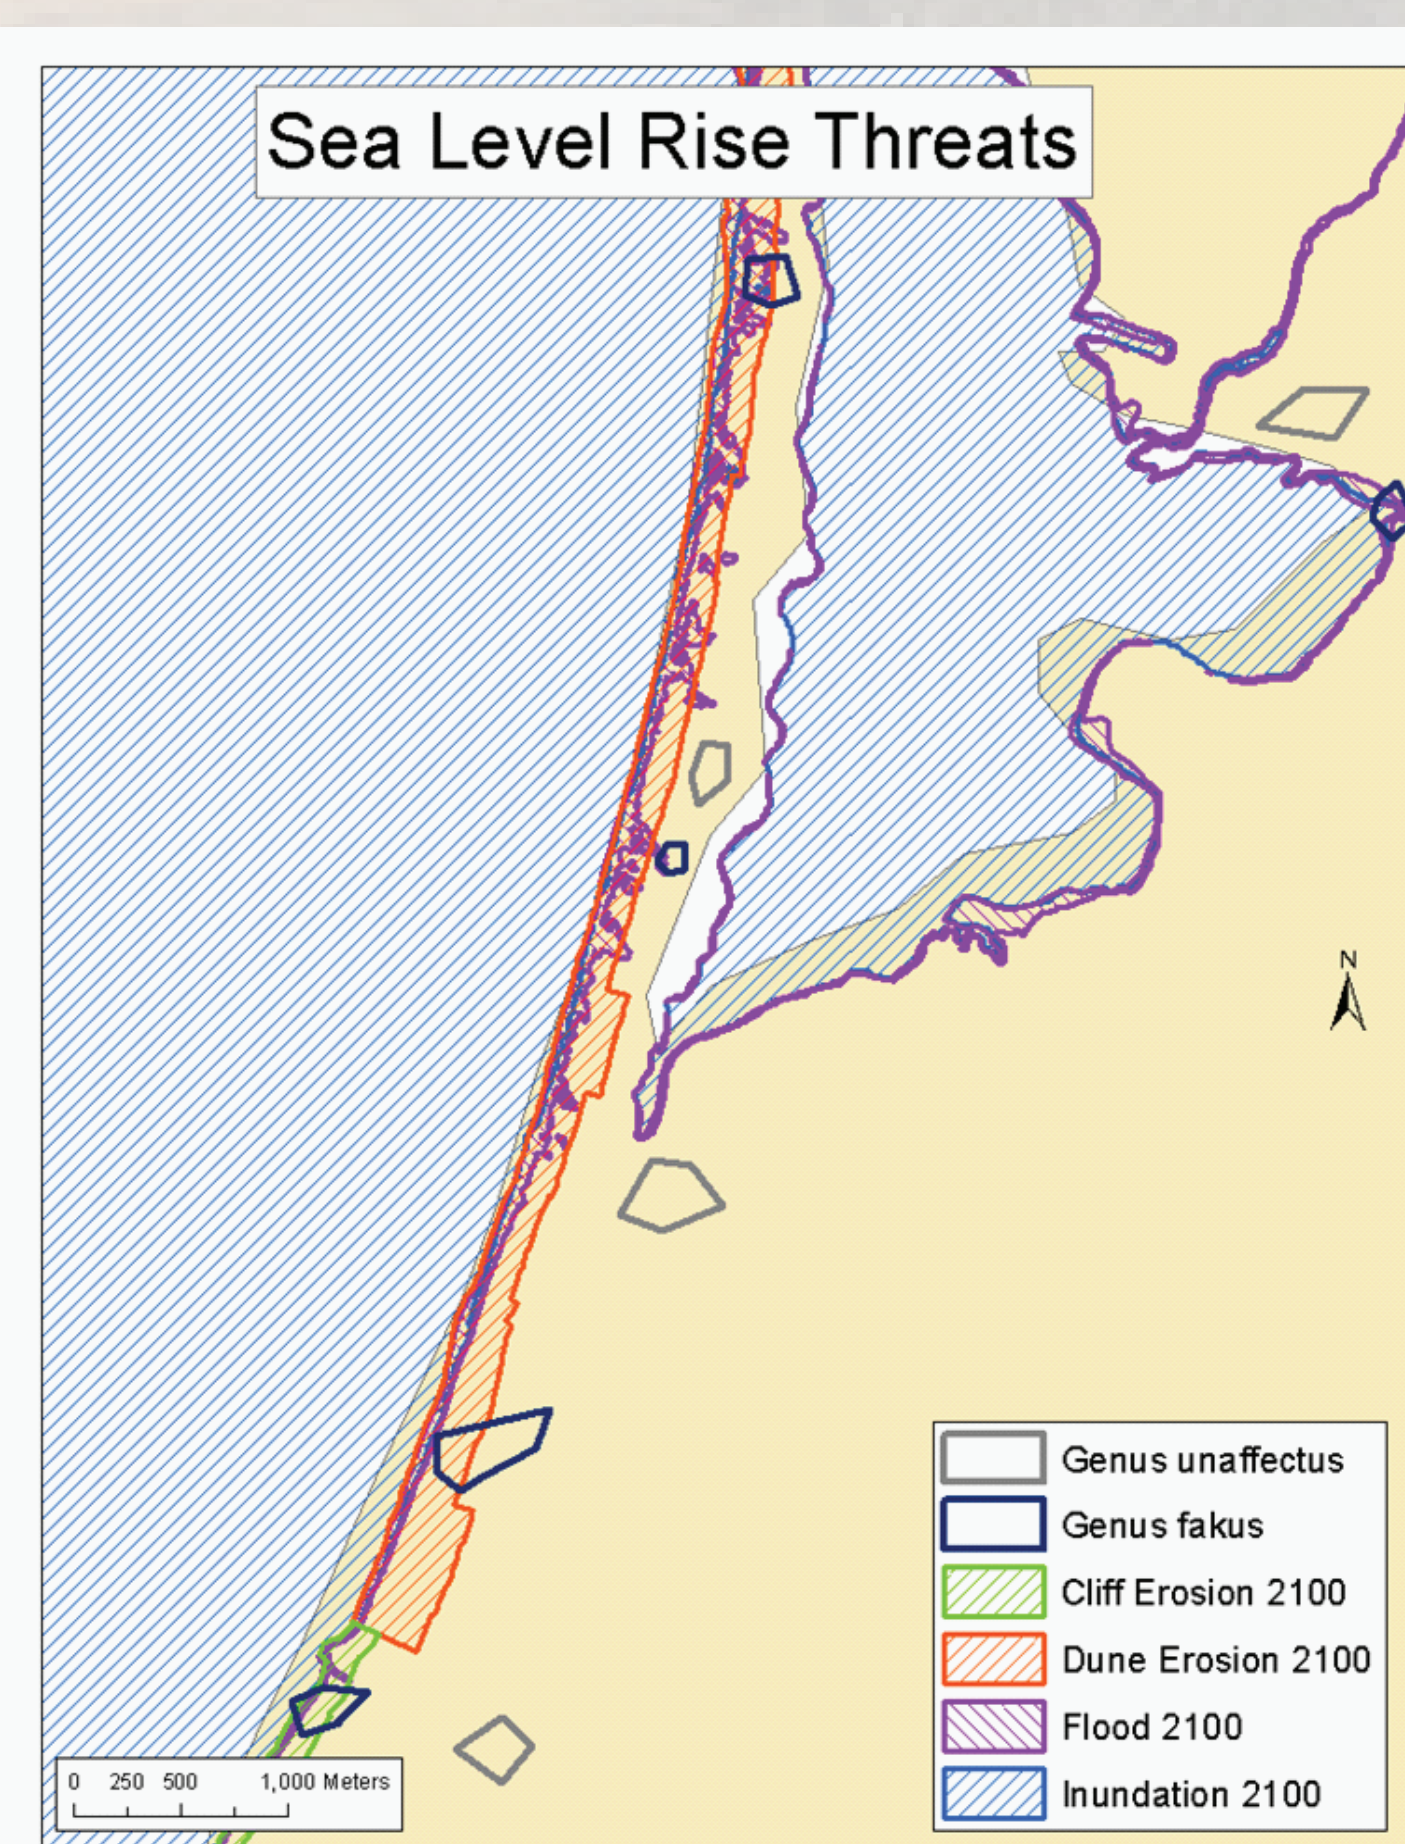 Sea Level Rise Threats
N
Genus unaffectus
Genus fakus
Cliff Erosion 2100
Dune Erosion 2100
Flood 2100
Inundation 2100
0 250 500 1,000 Meters